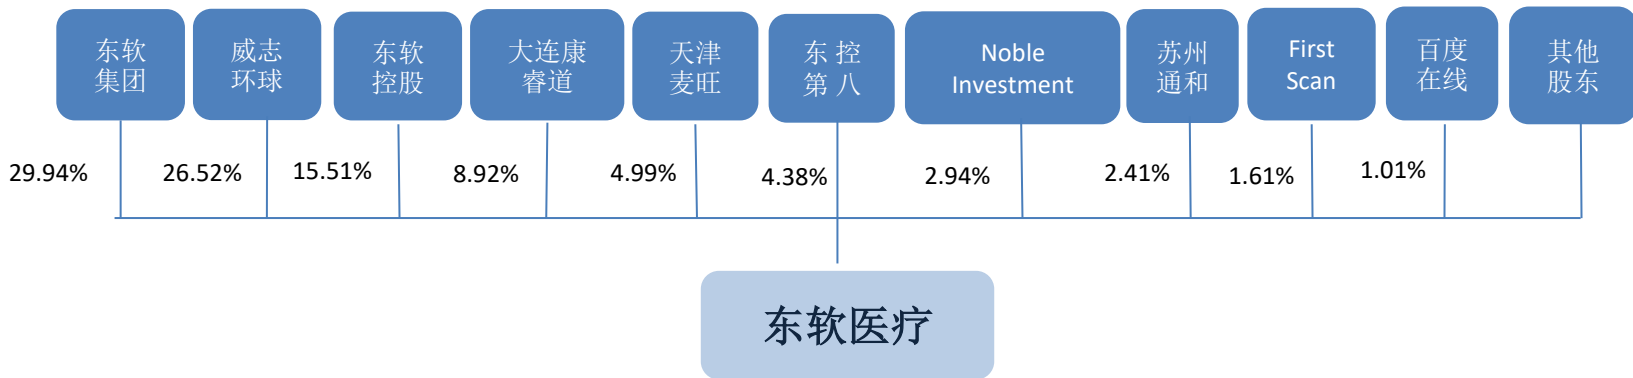 东软
集团
威志
环球
东软
控股
大连康
睿道
天津
麦旺
东 控
第 八
Noble
Investment
苏州
通和
First
Scan
百度
在线
其他
股东
29.94%
26.52%
15.51%
8.92%
4.99%
4.38%
2.94%
2.41%
1.61%
1.01%
东软医疗